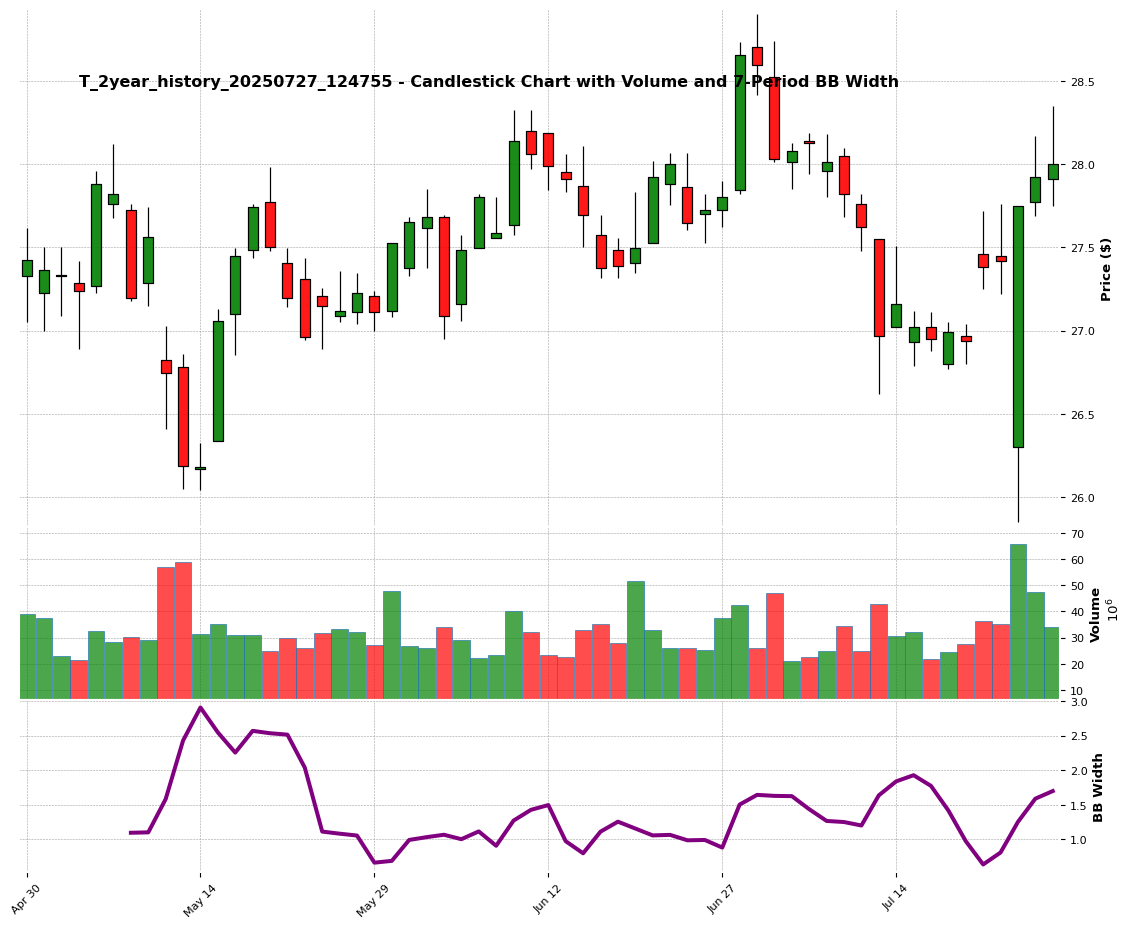 T_2year_history_20250727_124755 - Candlestick Chart with Volume and 7-Period BB Width
28.5
28.0
27.5
27.0
26.5
26.0
Price ($)
70
60
50
40
30
20
10
Volume
10^6
3.0
2.5
2.0
1.5
1.0
BB Width
Apr 30
May 14
May 29
Jun 12
Jun 27
Jul 14